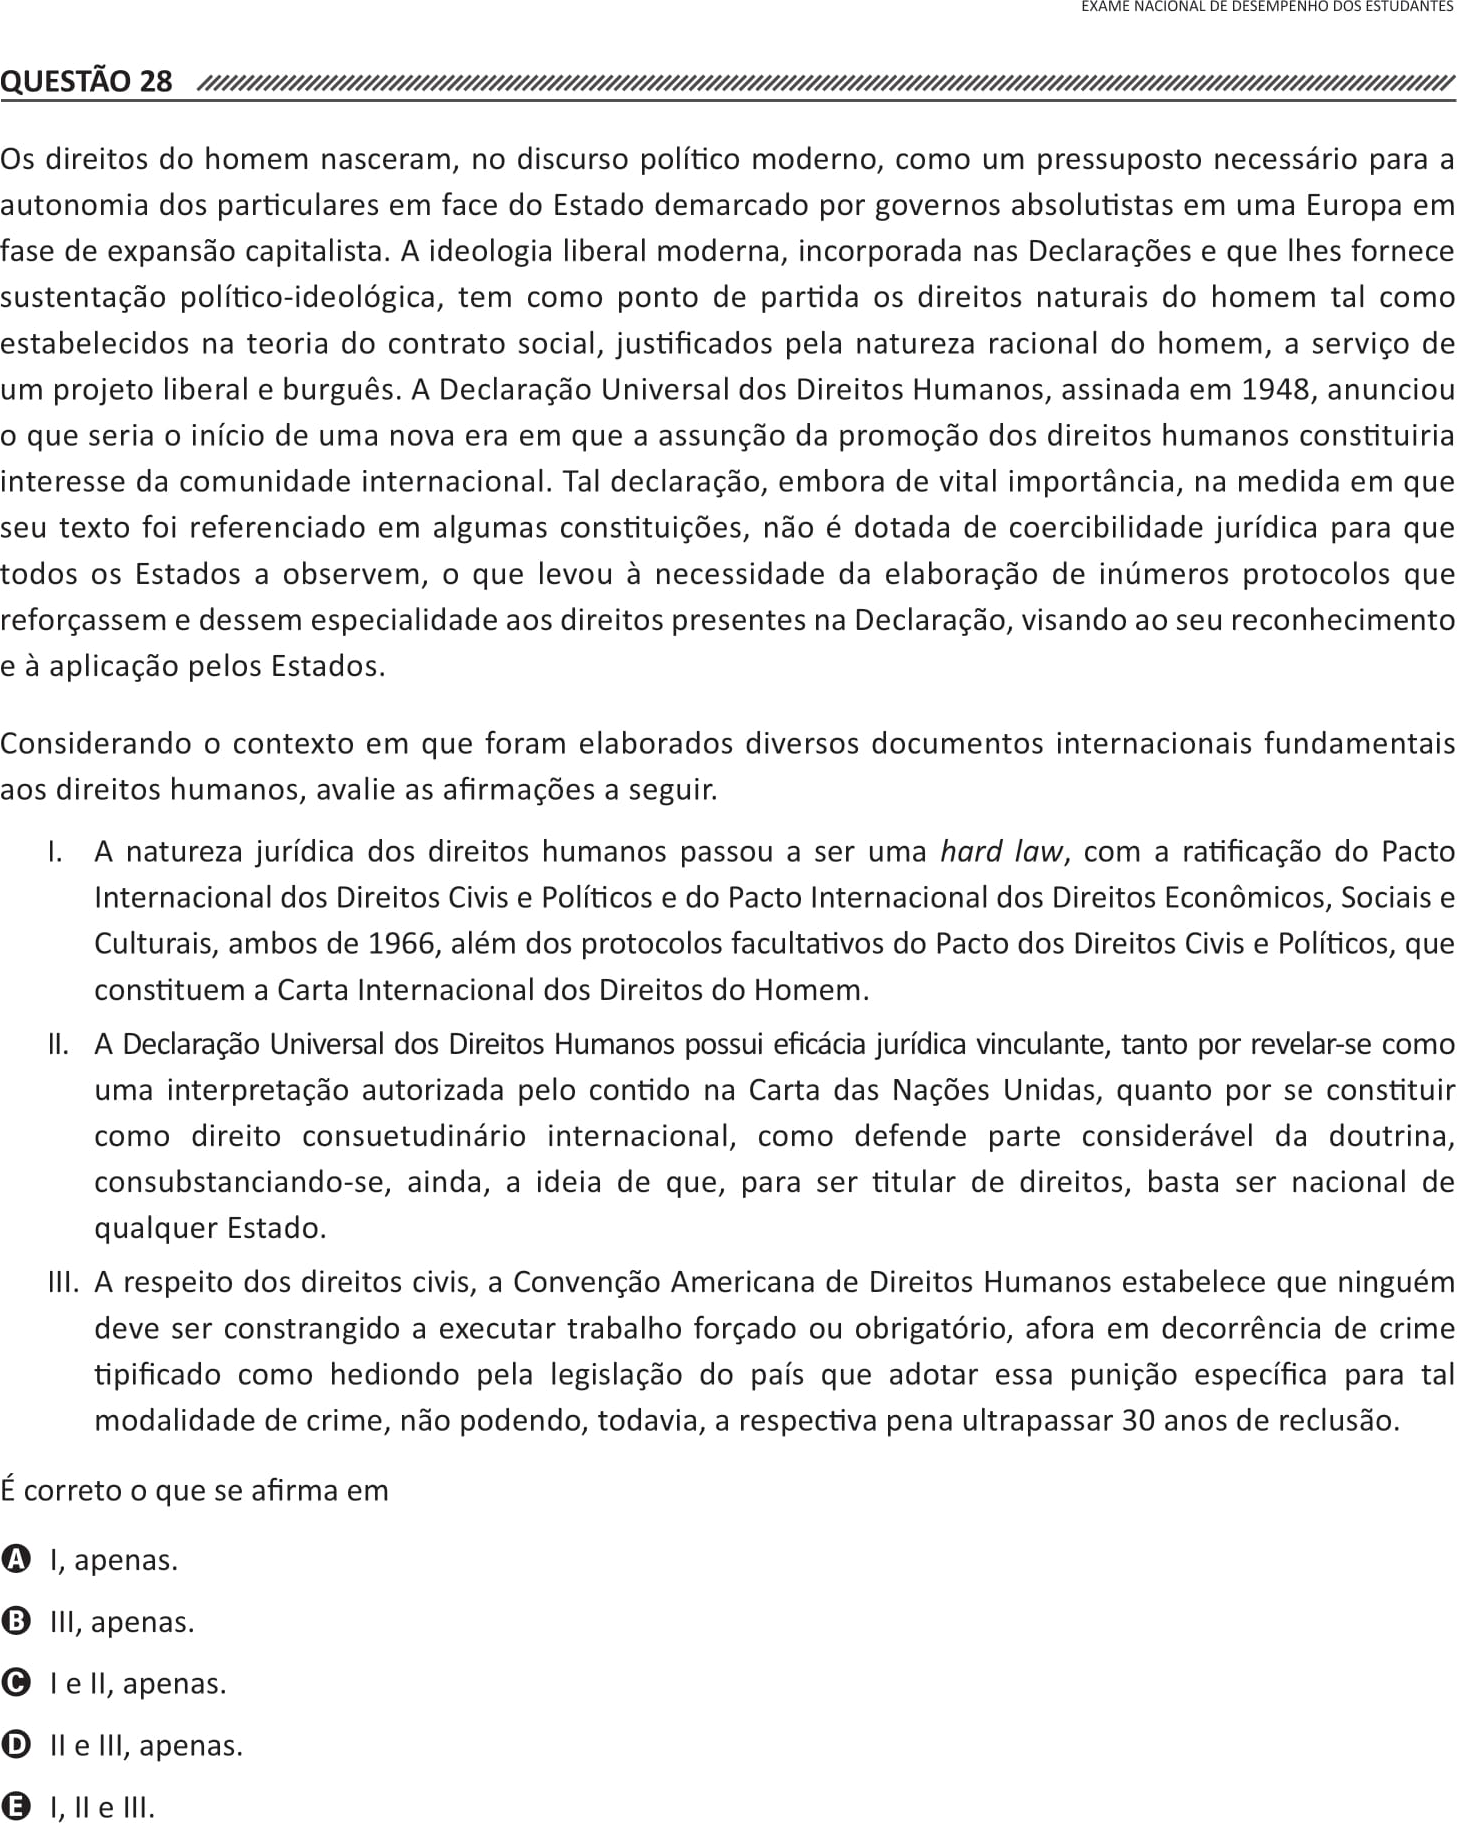 EXAME NACIONAL DE DESEMPENHO DOS ESTUDANTES
QUESTÃO 28
Os direitos do homem nasceram, no discurso político moderno, como um pressuposto necessário para a
autonomia dos particulares em face do Estado demarcado por governos absolutistas em uma Europa em
fase de expansão capitalista. A ideologia liberal moderna, incorporada nas Declarações e que lhes fornece
sustentação político-ideológica, tem como ponto de partida os direitos naturais do homem tal como
estabelecidos na teoria do contrato social, justificados pela natureza racional do homem, a serviço de
um projeto liberal e burguês. A Declaração Universal dos Direitos Humanos, assinada em 1948, anunciou
o que seria o início de uma nova era em que a assunção da promoção dos direitos humanos constituiria
interesse da comunidade internacional. Tal declaração, embora de vital importância, na medida em que
seu texto foi referenciado em algumas constituições, não é dotada de coercibilidade jurídica para que
todos os Estados a observem, o que levou à necessidade da elaboração de inúmeros protocolos que
reforçassem e dessem especialidade aos direitos presentes na Declaração, visando ao seu reconhecimento
e à aplicação pelos Estados.
Considerando o contexto em que foram elaborados diversos documentos internacionais fundamentais
aos direitos humanos, avalie as afirmações a seguir.
I. A natureza jurídica dos direitos humanos passou a ser uma hard law, com a ratificação do Pacto
Internacional dos Direitos Civis e Políticos e do Pacto Internacional dos Direitos Econômicos, Sociais e
Culturais, ambos de 1966, além dos protocolos facultativos do Pacto dos Direitos Civis e Políticos, que
constituem a Carta Internacional dos Direitos do Homem.
II. A Declaração Universal dos Direitos Humanos possui eficácia jurídica vinculante, tanto por revelar-se como
uma interpretação autorizada pelo contido na Carta das Nações Unidas, quanto por se constituir
como direito consuetudinário internacional, como defende parte considerável da doutrina,
consubstanciando-se, ainda, a ideia de que, para ser titular de direitos, basta ser nacional de
qualquer Estado.
III. A respeito dos direitos civis, a Convenção Americana de Direitos Humanos estabelece que ninguém
deve ser constrangido a executar trabalho forçado ou obrigatório, afora em decorrência de crime
tipificado como hediondo pela legislação do país que adotar essa punição específica para tal
modalidade de crime, não podendo, todavia, a respectiva pena ultrapassar 30 anos de reclusão.
É correto o que se afirma em
A I, apenas.
B III, apenas.
C I e II, apenas.
D II e III, apenas.
E I, II e III.